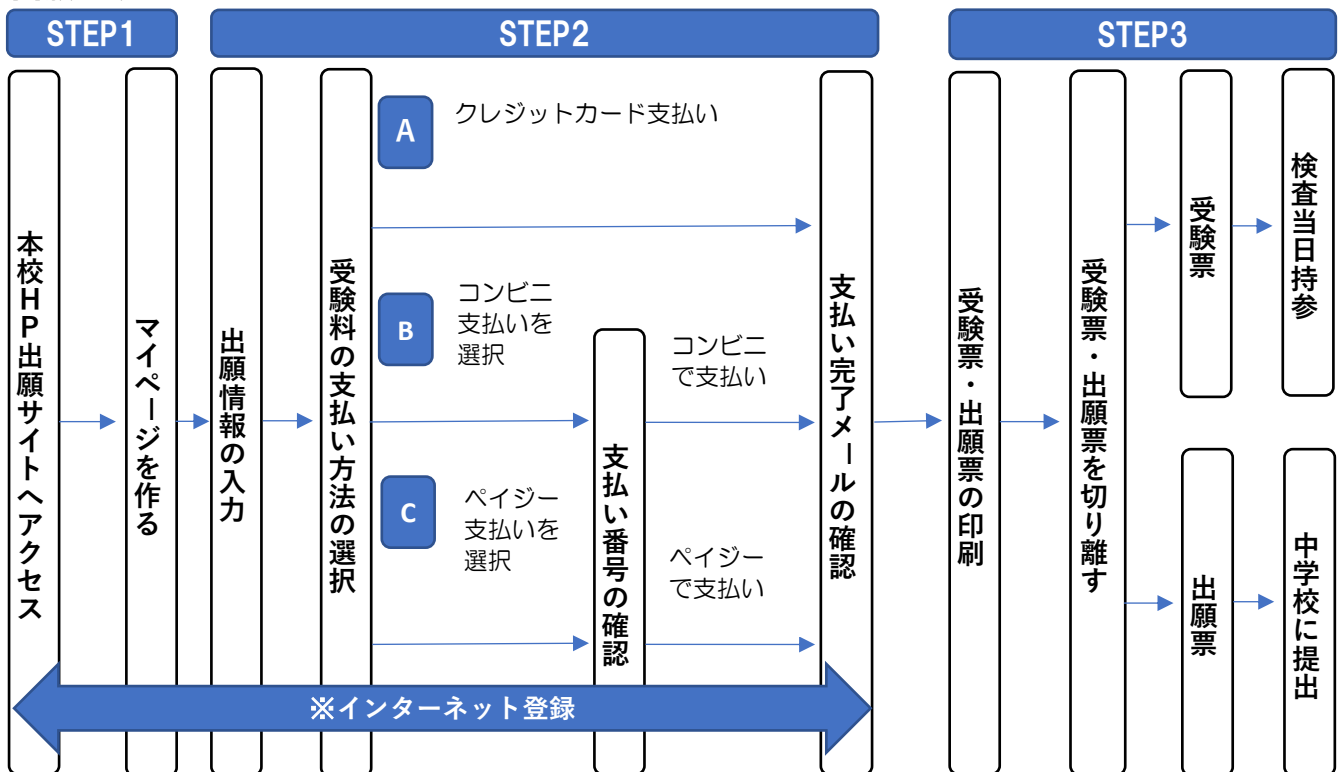 STEP1
STEP2
STEP3
本校HP出願サイトへアクセス
マイページを作る
出願情報の入力
受験料の支払い方法の選択
A
クレジットカード支払い
B
コンビニ
支払いを
選択
C
ペイジー
支払いを
選択
支払い番号の確認
コンビニ
で支払い
ペイジー
で支払い
支払い完了メールの確認
受験票・出願票の印刷
受験票・出願票を切り離す
受験票
検査当日持参
出願票
中学校に提出
※インターネット登録